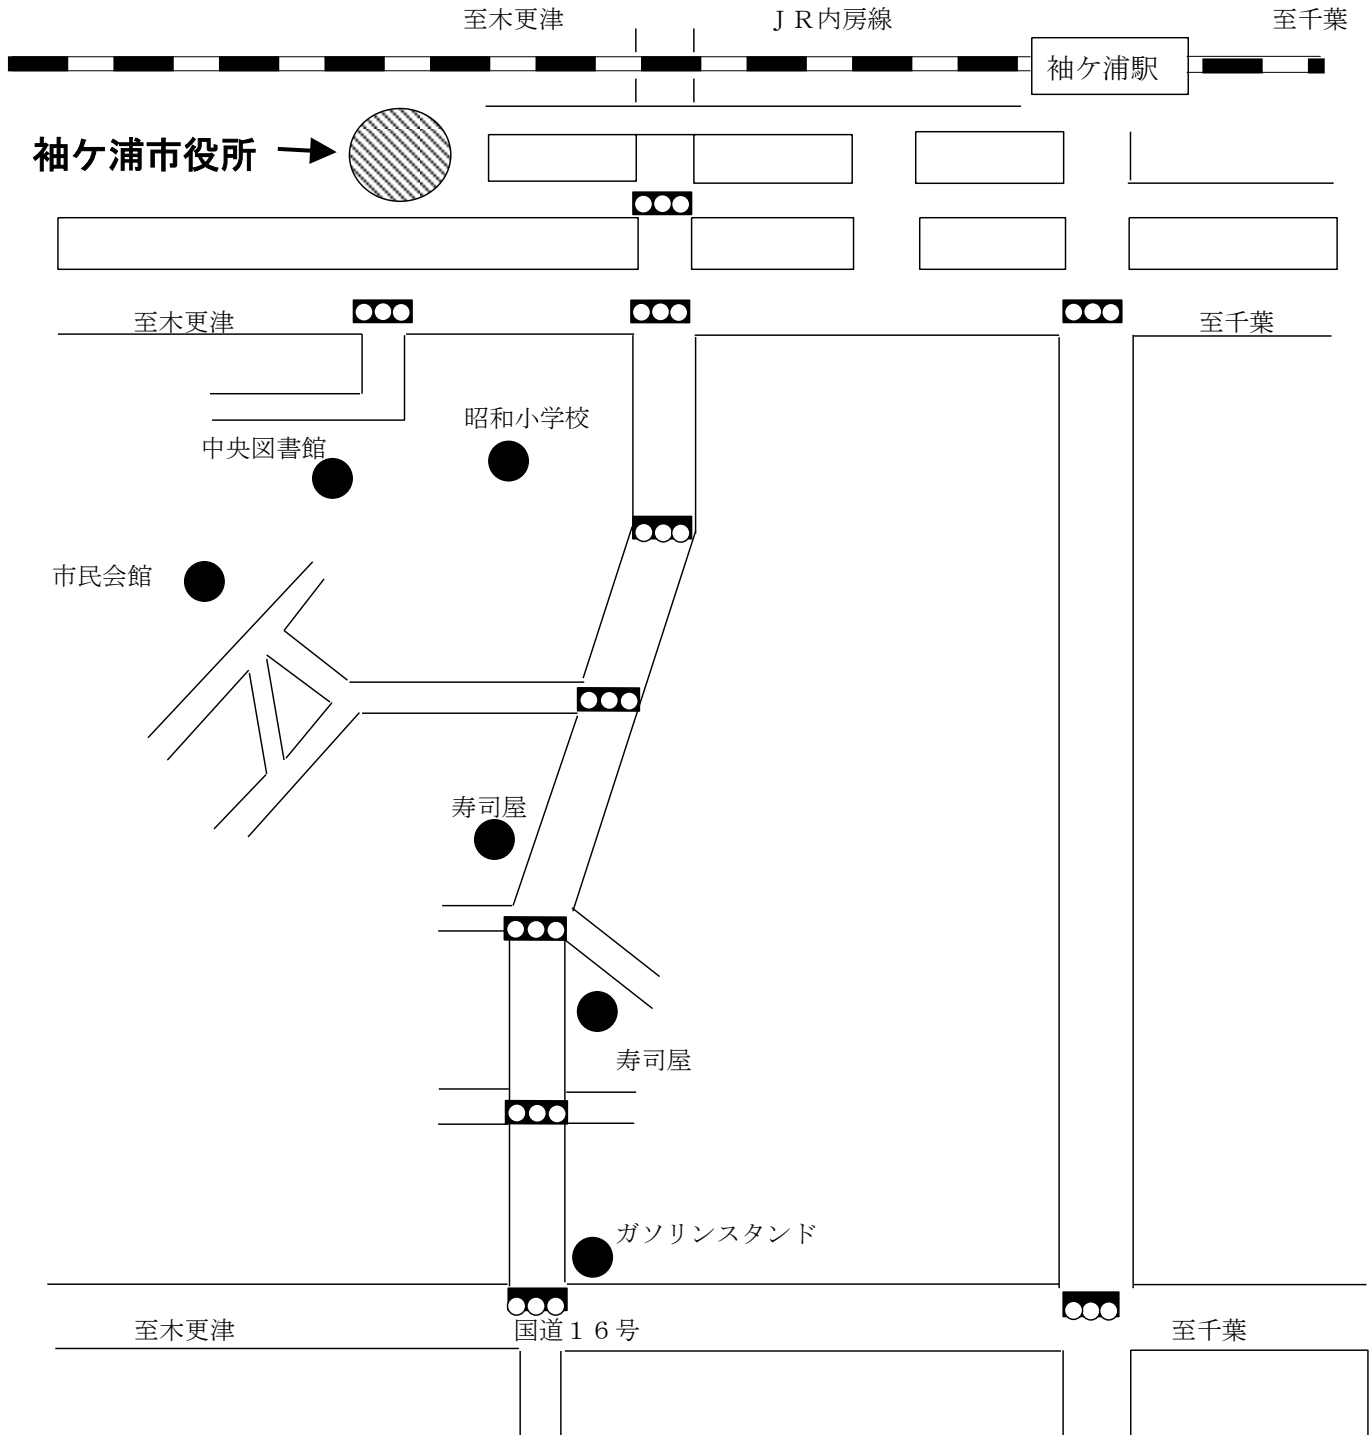 至木更津
ＪＲ内房線
至千葉
袖ケ浦駅
袖ケ浦市役所
至木更津
至千葉
昭和小学校
中央図書館
市民会館
寿司屋
寿司屋
ガソリンスタンド
至木更津
国道１６号
至千葉